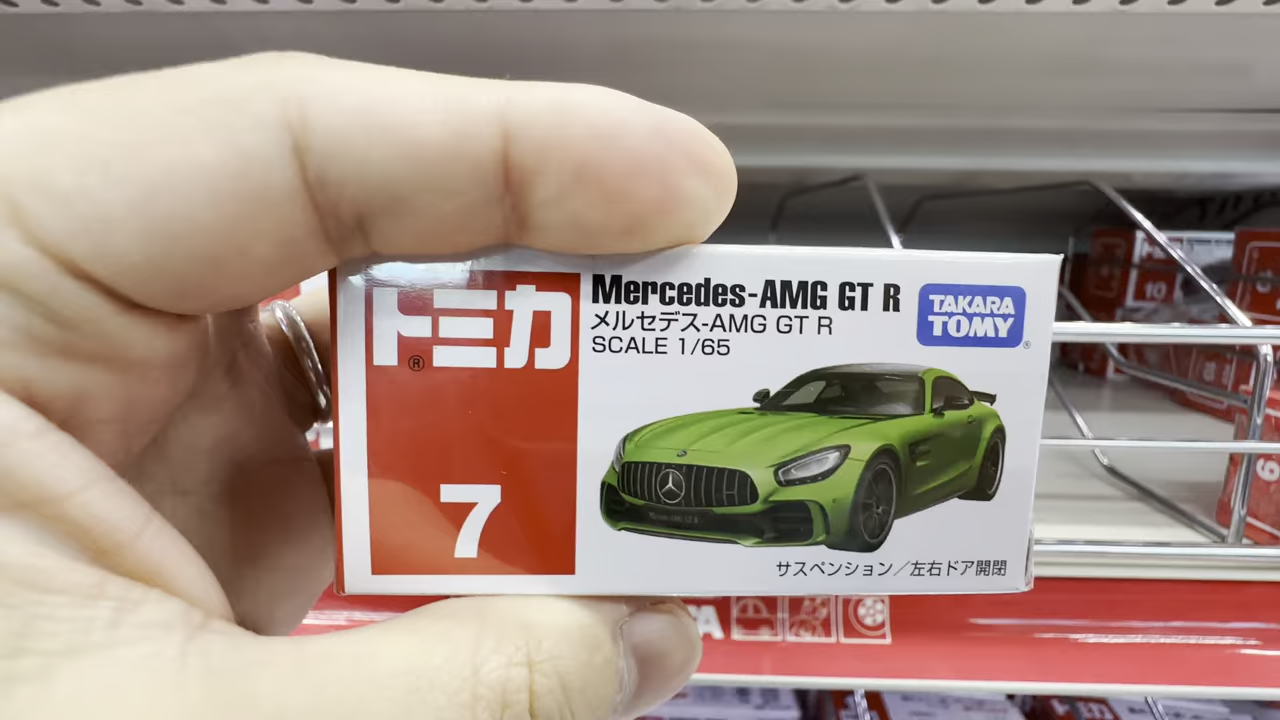 トミカ
®
7
Mercedes-AMG GT R
メルセデス-AMG GT R
SCALE 1/65
TAKARA
TOMY
®
サスペンション/左右ドア開閉
10